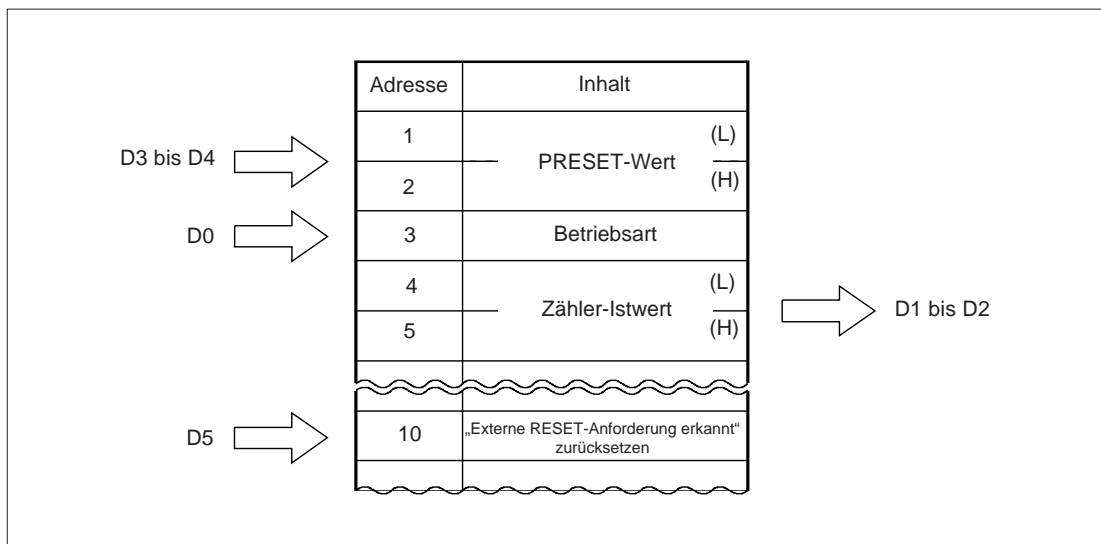 Adresse Inhalt
1 (L)
D3 bis D4 PRESET-Wert
2 (H)
D0 3 Betriebsart
4 (L)
Zähler-Istwert D1 bis D2
5 (H)
D5 10 „Externe RESET-Anforderung erkannt“
zurücksetzen